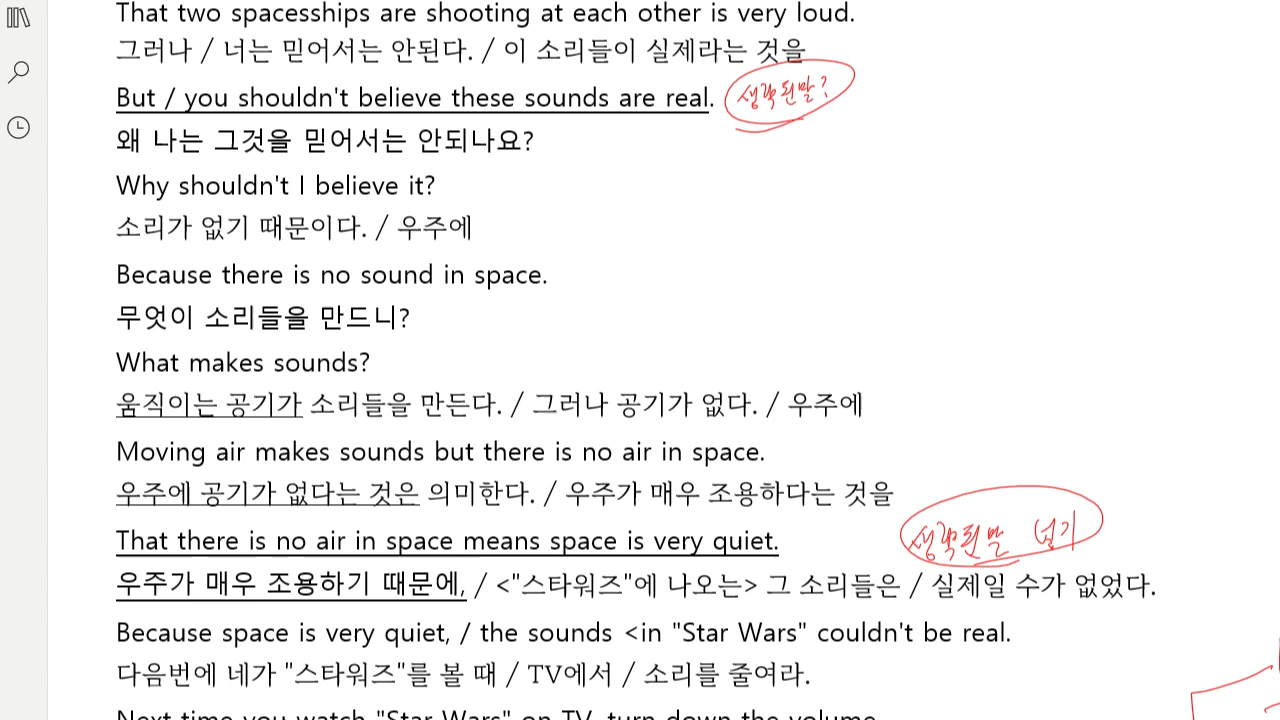 That two spacesships are shooting at each other is very loud.
그러나 / 너는 믿어서는 안된다. / 이 소리들이 실제라는 것을
But / you shouldn't believe these sounds are real. 생략된말?
왜 나는 그것을 믿어서는 안되나요?
Why shouldn't I believe it?
소리가 없기 때문이다. / 우주에
Because there is no sound in space.
무엇이 소리들을 만드니?
What makes sounds?
움직이는 공기가 소리들을 만든다. / 그러나 공기가 없다. / 우주에
Moving air makes sounds but there is no air in space.
우주에 공기가 없다는 것은 의미한다. / 우주가 매우 조용하다는 것을
That there is no air in space means space is very quiet. 생략된말 넣기
우주가 매우 조용하기 때문에, / <"스타워즈"에 나오는> 그 소리들은 / 실제일 수가 없었다.
Because space is very quiet, / the sounds <in "Star Wars" couldn't be real.
다음번에 네가 "스타워즈"를 볼 때 / TV에서 / 소리를 줄여라.
Next time you watch "Star Wars" on TV, turn down the volume